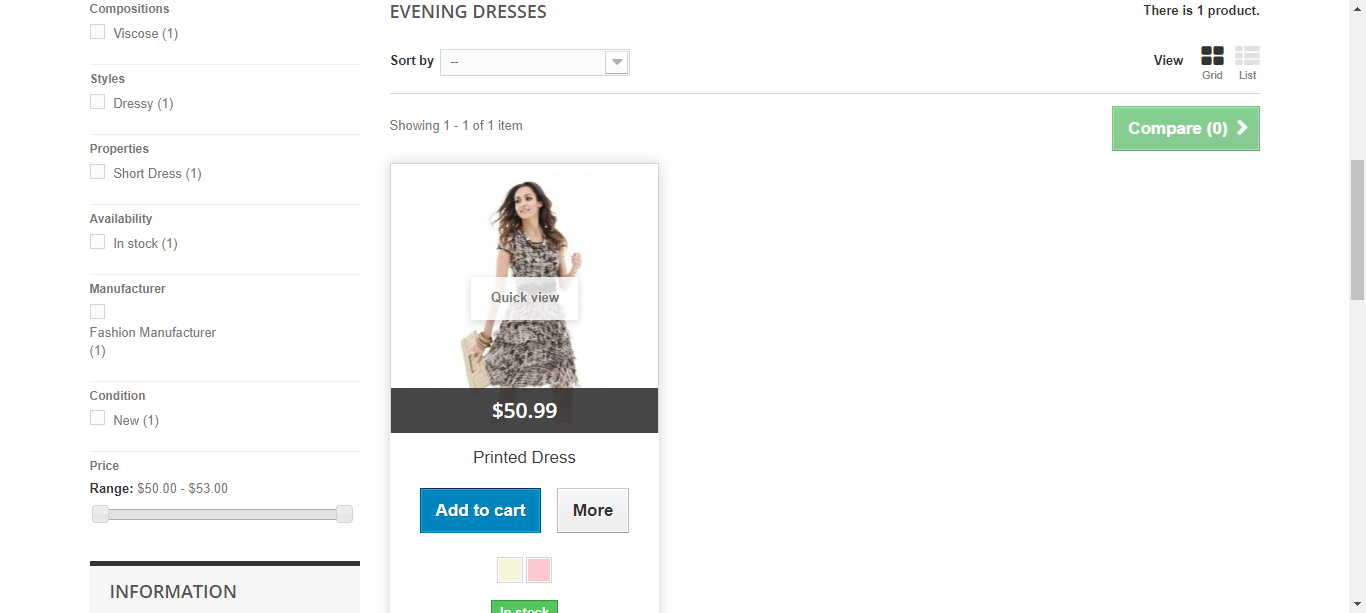 Compositions
Viscose (1)
Styles
Dressy (1)
Properties
Short Dress (1)
Availability
In stock (1)
Manufacturer
Fashion Manufacturer
(1)
Condition
New (1)
Price
Range: $50.00 - $53.00
INFORMATION
EVENING DRESSES
There is 1 product.
Sort by
--
View
Grid
List
Showing 1 - 1 of 1 item
Compare (0)
Quick view
$50.99
Printed Dress
Add to cart
More
In stock